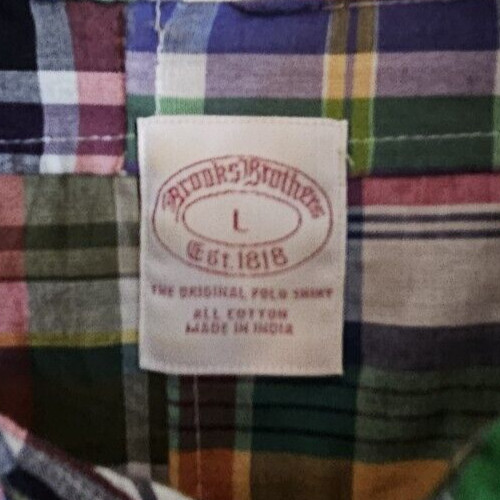 Brooks Brothers
L
Est. 1818
THE ORIGINAL POLO SHIRT
ALL COTTON
MADE IN INDIA